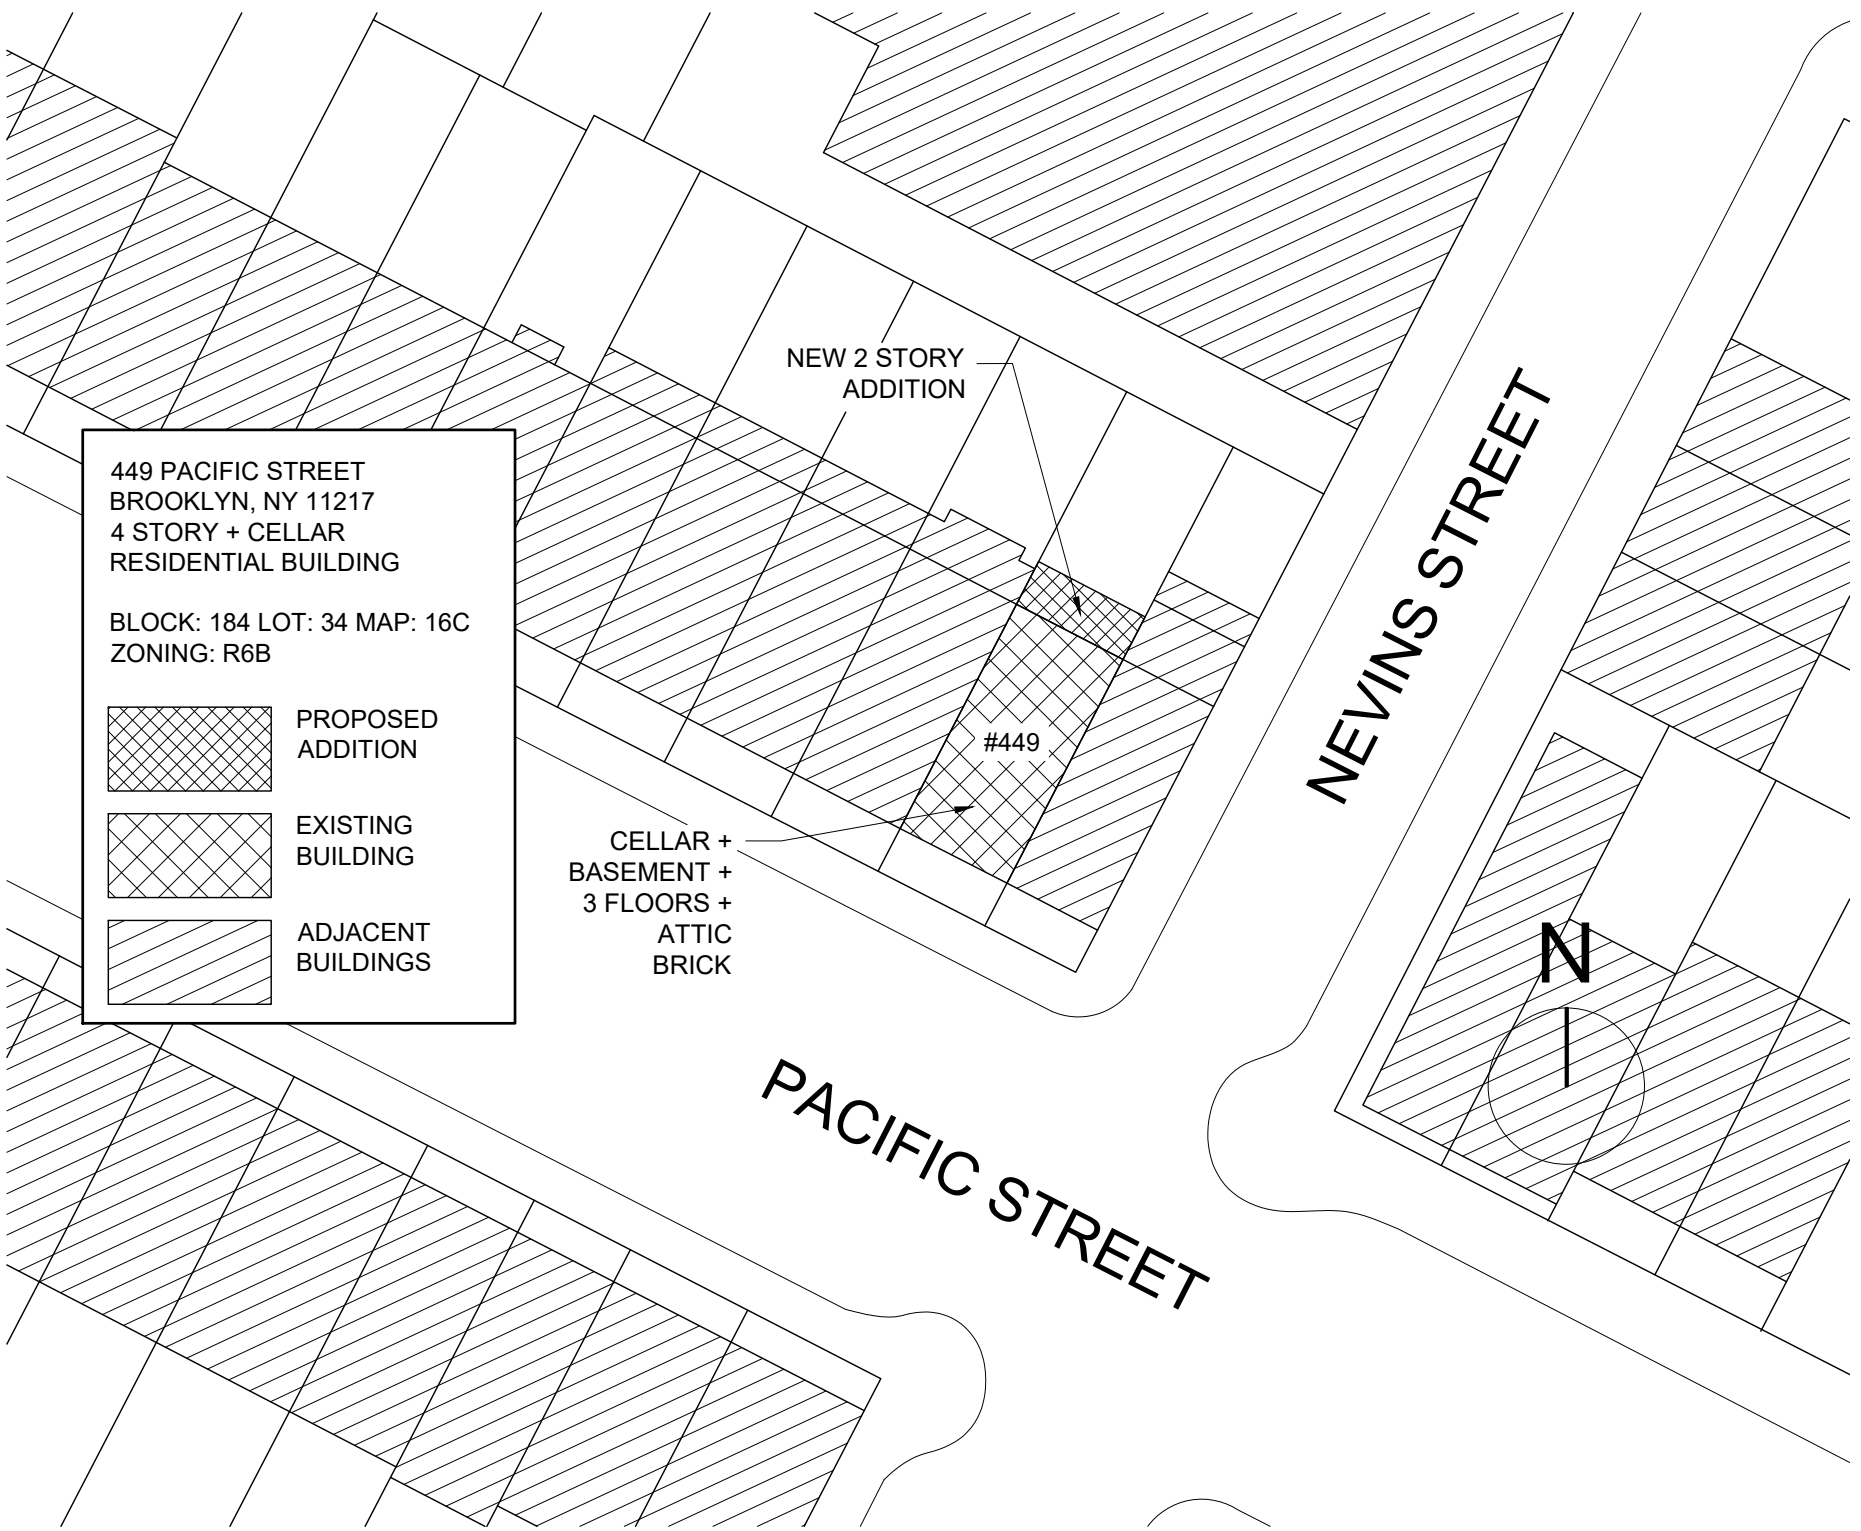 NEW 2 STORY
ADDITION
449 PACIFIC STREET
BROOKLYN, NY 11217
4 STORY + CELLAR
RESIDENTIAL BUILDING
BLOCK: 184 LOT: 34 MAP: 16C
ZONING: R6B
PROPOSED
ADDITION
EXISTING
BUILDING
ADJACENT
BUILDINGS
#449
CELLAR +
BASEMENT +
3 FLOORS +
ATTIC
BRICK
NEVINS STREET
N
PACIFIC STREET